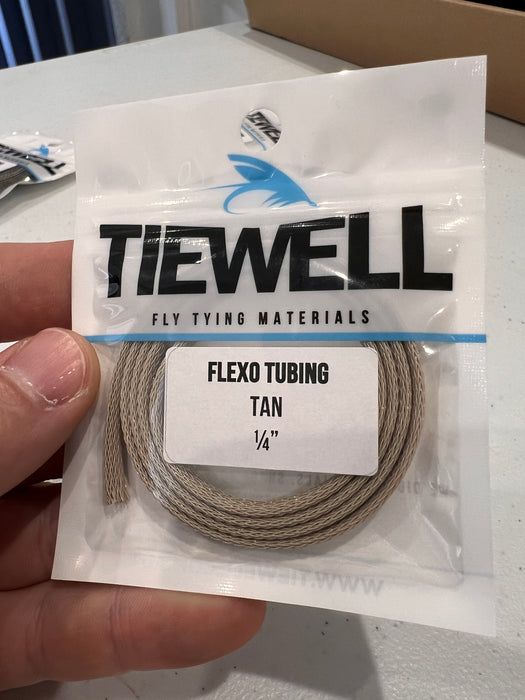 TIEWELL
FLY TYING MATERIALS
FLEXO TUBING
TAN
¼”